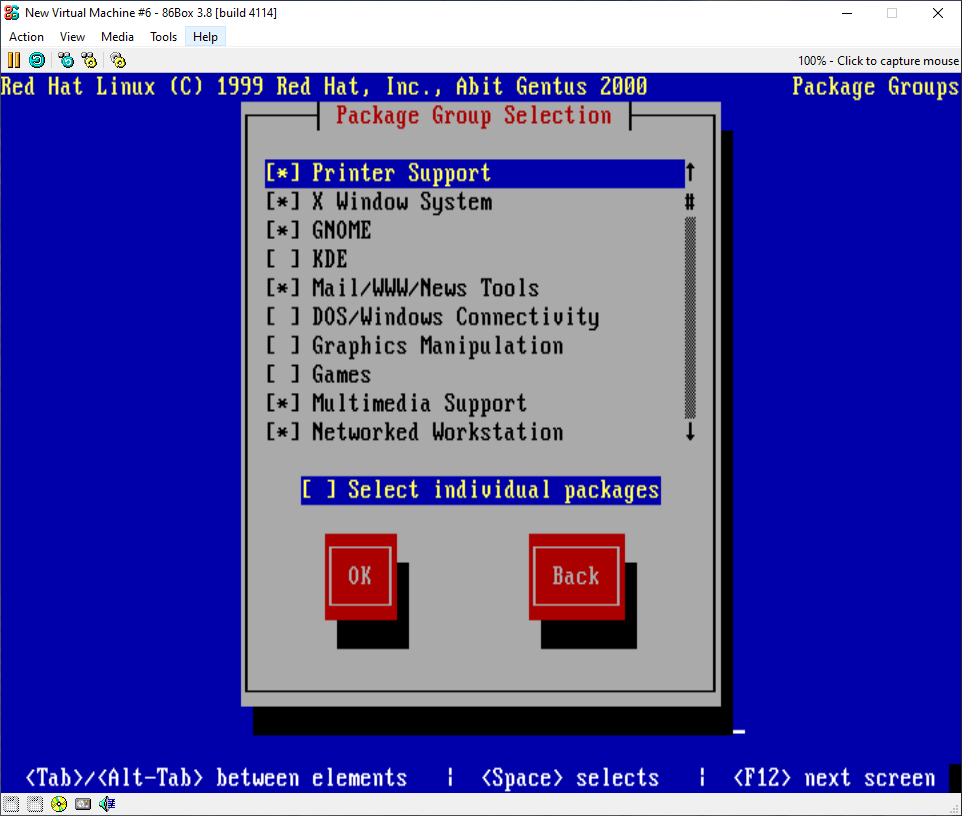 New Virtual Machine #6 - 86Box 3.8 [build 4114]
Action View Media Tools Help
100% - Click to capture mouse
Red Hat Linux (C) 1999 Red Hat, Inc., Abit Gentus 2000 Package Groups
Package Group Selection
[*] Printer Support ↑
[*] X Window System #
[*] GNOME
[ ] KDE
[*] Mail/WWW/News Tools
[ ] DOS/Windows Connectivity
[ ] Graphics Manipulation
[ ] Games
[*] Multimedia Support
[*] Networked Workstation ↓
[ ] Select individual packages
OK Back
<Tab>/<Alt-Tab> between elements | <Space> selects | <F12> next screen